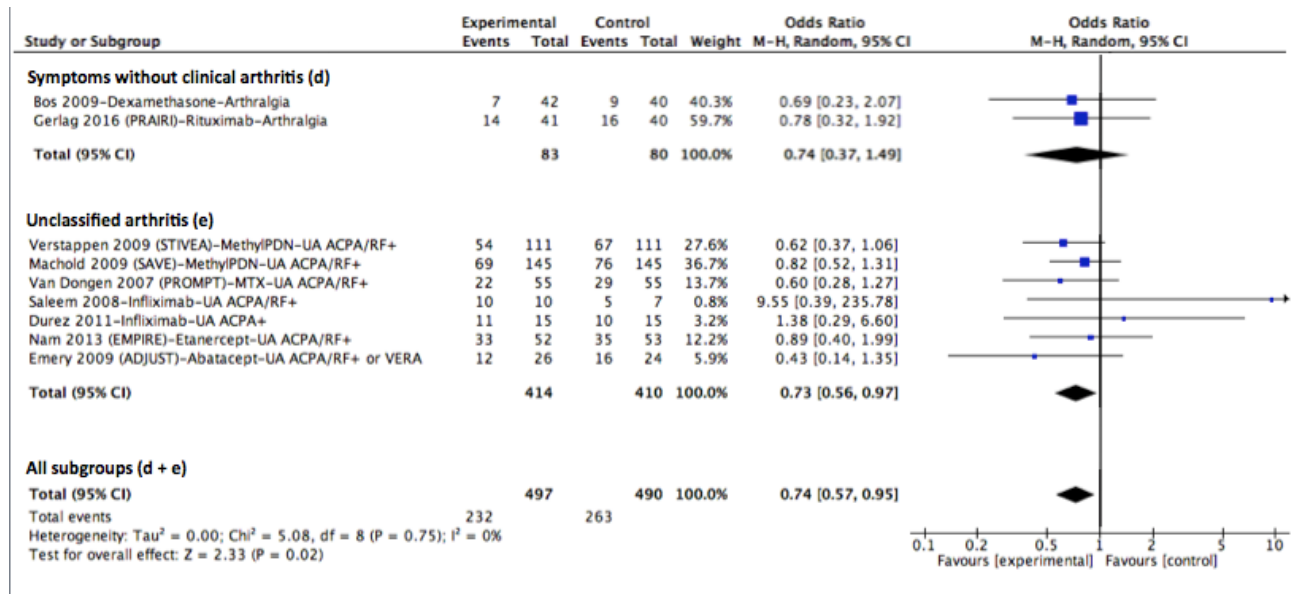 Experimental Control Odds Ratio Odds Ratio
Study or Subgroup Events Total Events Total Weight M-H, Random, 95% CI M-H, Random, 95% CI
Symptoms without clinical arthritis (d)
Bos 2009-Dexamethasone-Arthralgia 7 42 9 40 40.3% 0.69 [0.23, 2.07]
Gerlag 2016 (PRAIRI)-Rituximab-Arthralgia 14 41 16 40 59.7% 0.78 [0.32, 1.92]
Total (95% CI) 83 80 100.0% 0.74 [0.37, 1.49]
Unclassified arthritis (e)
Verstappen 2009 (STIVEA)-MethylPDN-UA ACPA/RF+ 54 111 67 111 27.6% 0.62 [0.37, 1.06]
Machold 2009 (SAVE)-MethylPDN-UA ACPA/RF+ 69 145 76 145 36.7% 0.82 [0.52, 1.31]
Van Dongen 2007 (PROMPT)-MTX-UA ACPA/RF+ 22 55 29 55 13.7% 0.60 [0.28, 1.27]
Saleem 2008-Infliximab-UA ACPA/RF+ 10 10 5 7 0.8% 9.55 [0.39, 235.78]
Durez 2011-Infliximab-UA ACPA+ 11 15 10 15 3.2% 1.38 [0.29, 6.60]
Nam 2013 (EMPIRE)-Etanercept-UA ACPA/RF+ 33 52 35 53 12.2% 0.89 [0.40, 1.99]
Emery 2009 (ADJUST)-Abatacept-UA ACPA/RF+ or VERA 12 26 16 24 5.9% 0.43 [0.14, 1.35]
Total (95% CI) 414 410 100.0% 0.73 [0.56, 0.97]
All subgroups (d + e)
Total (95% CI) 497 490 100.0% 0.74 [0.57, 0.95]
Total events 232 263
Heterogeneity: Tau² = 0.00; Chi² = 5.08, df = 8 (P = 0.75); I² = 0%
Test for overall effect: Z = 2.33 (P = 0.02)
0.1 0.2 0.5 1 2 5 10
Favours [experimental] Favours [control]